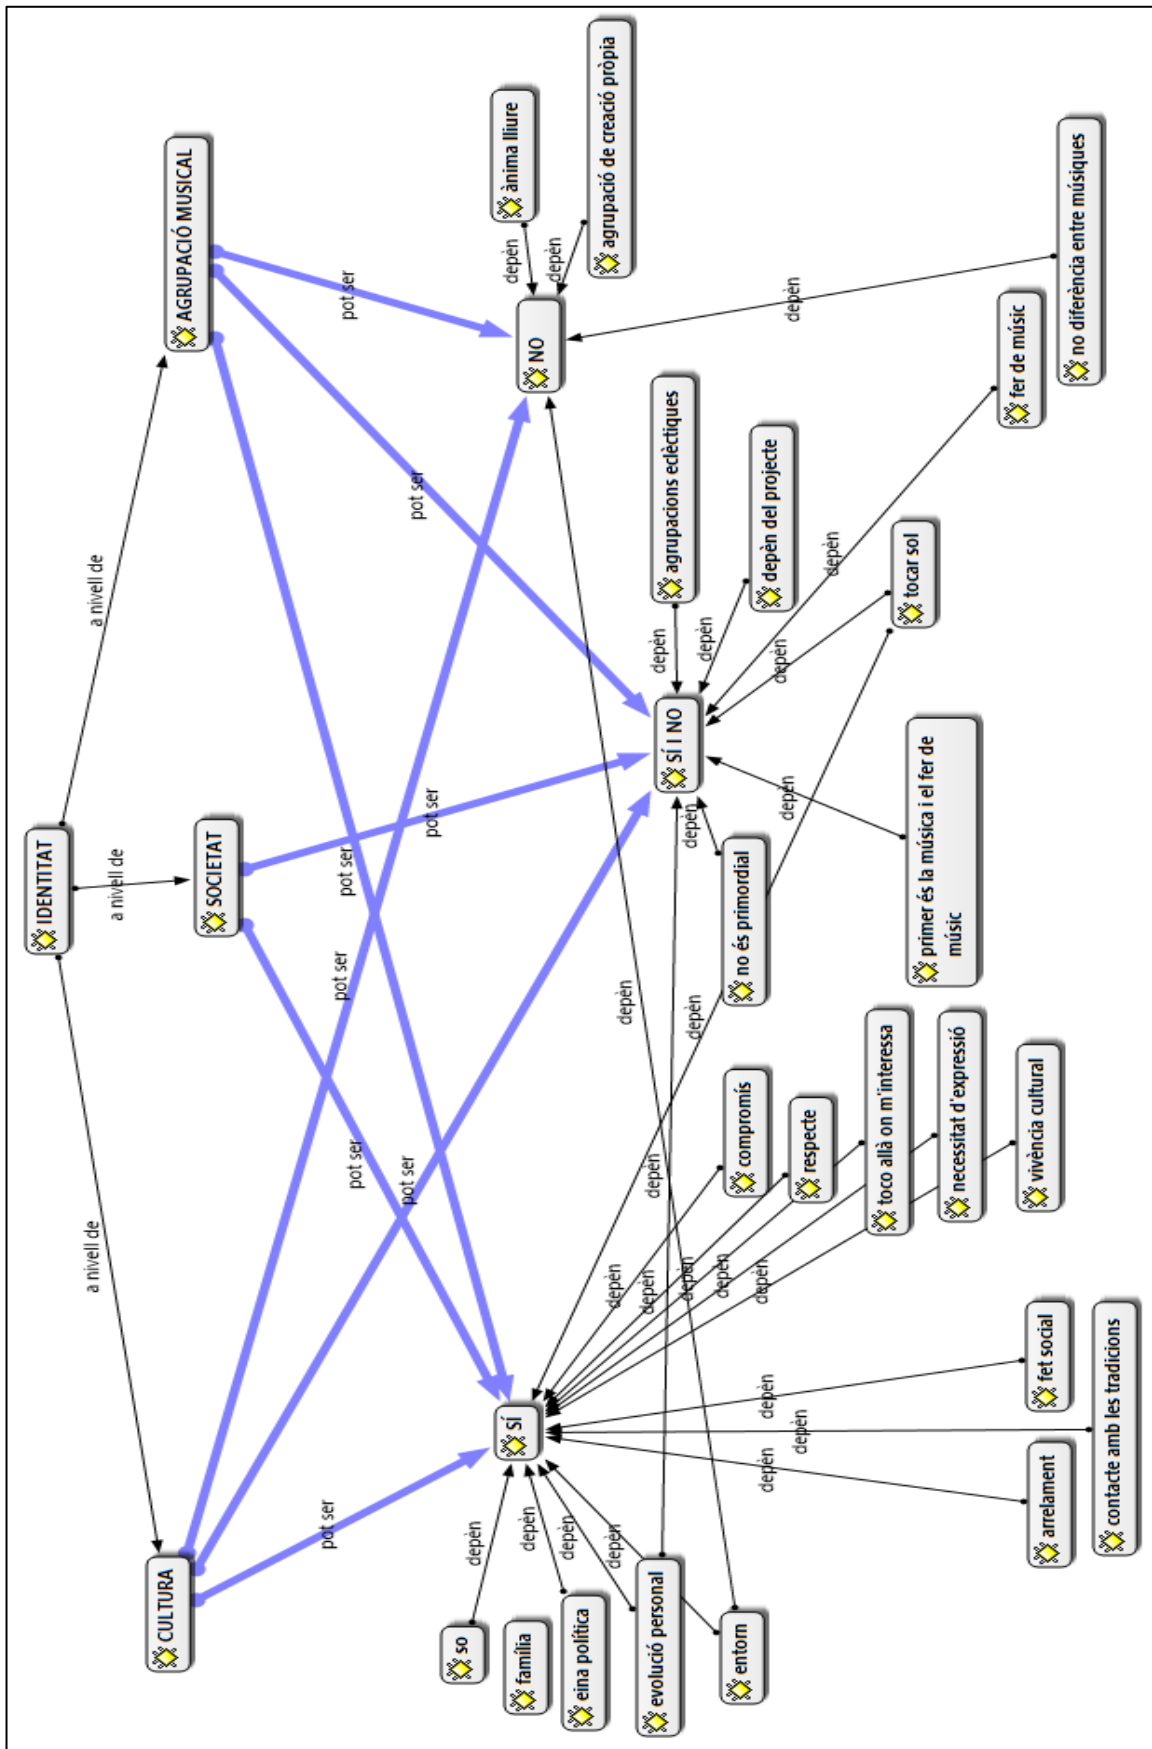 IDENTITAT
a nivell de
a nivell de
a nivell de
CULTURA
SOCIETAT
AGRUPACIÓ MUSICAL
pot ser
pot ser
pot ser
pot ser
pot ser
pot ser
pot ser
pot ser
SÍ
SÍ I NO
NO
ànima lliure
agrupació de creació pròpia
depèn
depèn
so
família
eina política
evolució personal
entorn
depèn
depèn
depèn
depèn
depèn
depèn
depèn
depèn
depèn
depèn
depèn
depèn
depèn
compromís
respecte
toco allà on m'interessa
necessitat d'expressió
vivència cultural
no és primordial
agrupacions eclèctiques
depèn del projecte
depèn
depèn
depèn
depèn
depèn
depèn
depèn
tocar sol
fer de músic
primer és la música i el fer de
músic
no diferència entre músiques
depèn
depèn
depèn
arrelament
fet social
contacte amb les tradicions